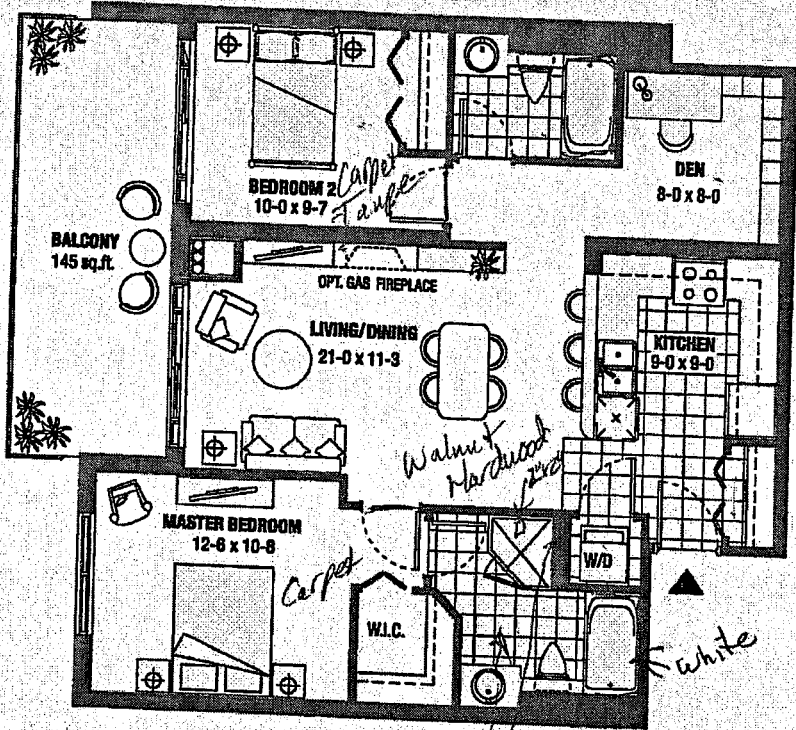 BEDROOM 2
10-0 x 9-7
Carpet
Taupe
DEN
8-0 x 8-0
BALCONY
145 sq.ft.
OPT. GAS FIREPLACE
LIVING/DINING
21-0 x 11-3
KITCHEN
9-0 x 9-0
Walnut
Hardwood
MASTER BEDROOM
12-6 x 10-8
Carpet
W/D
W.I.C.
white